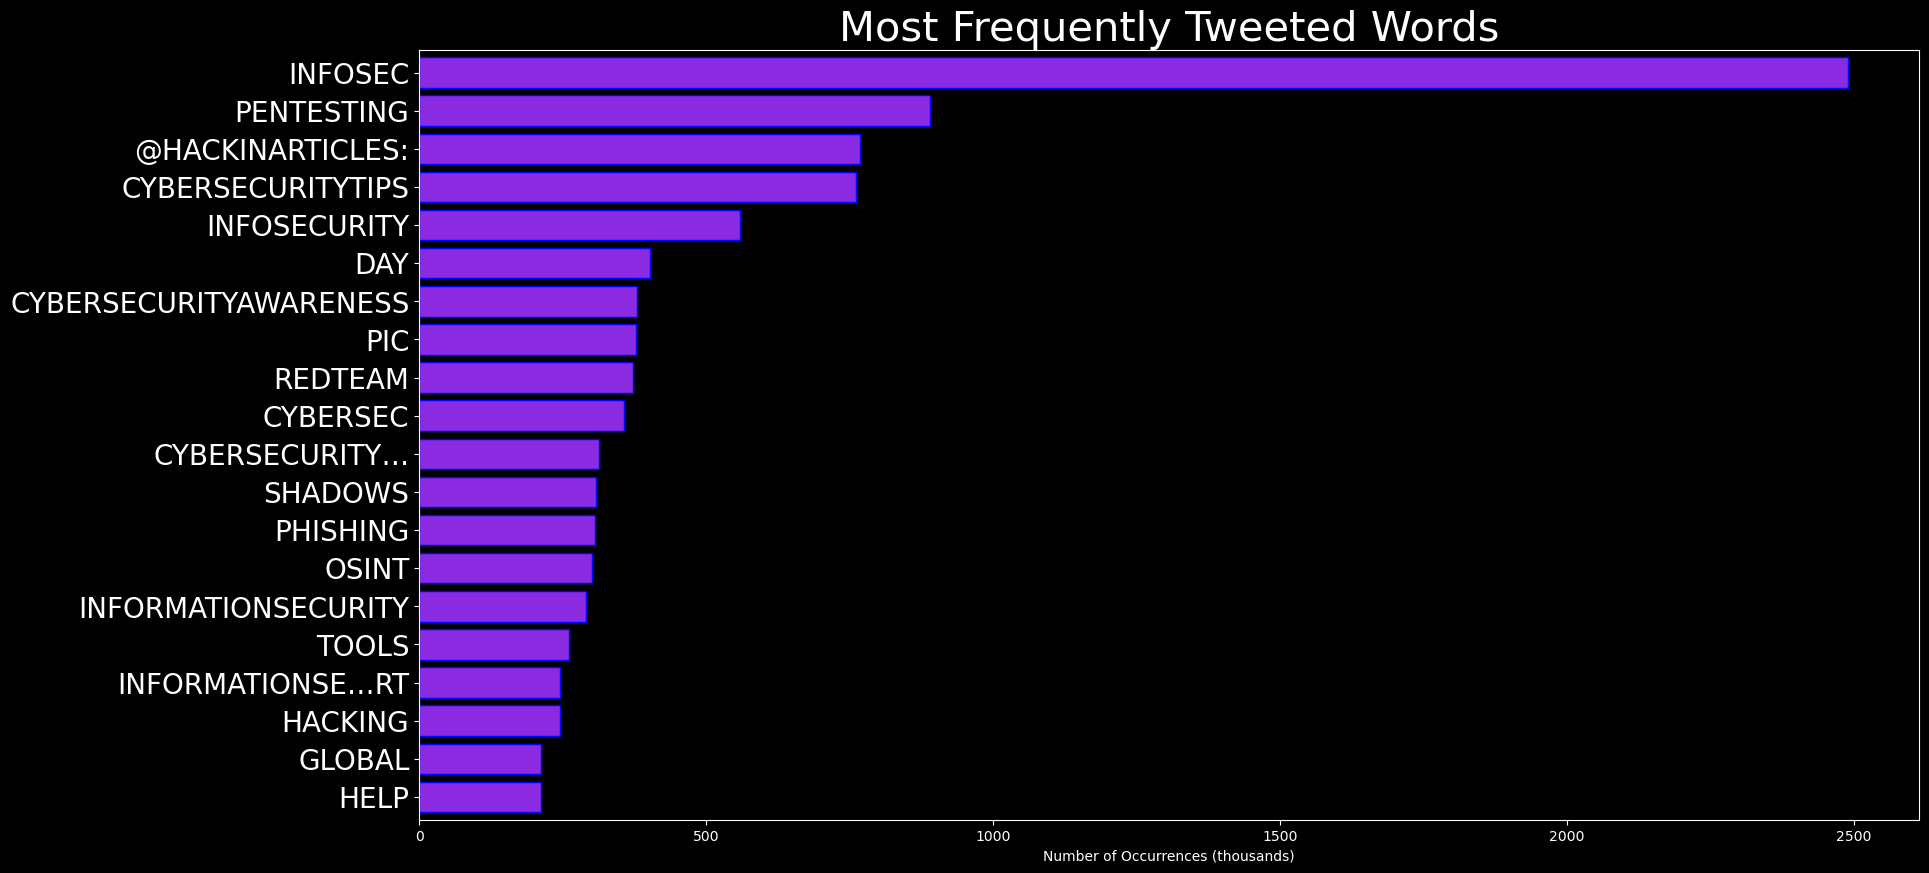 Most Frequently Tweeted Words
INFOSEC
PENTESTING
@HACKINARTICLES:
CYBERSECURITYTIPS
INFOSECURITY
DAY
CYBERSECURITYAWARENESS
PIC
REDTEAM
CYBERSEC
CYBERSECURITY…
SHADOWS
PHISHING
OSINT
INFORMATIONSECURITY
TOOLS
INFORMATIONSE…RT
HACKING
GLOBAL
HELP
0 500 1000 1500 2000 2500
Number of Occurrences (thousands)